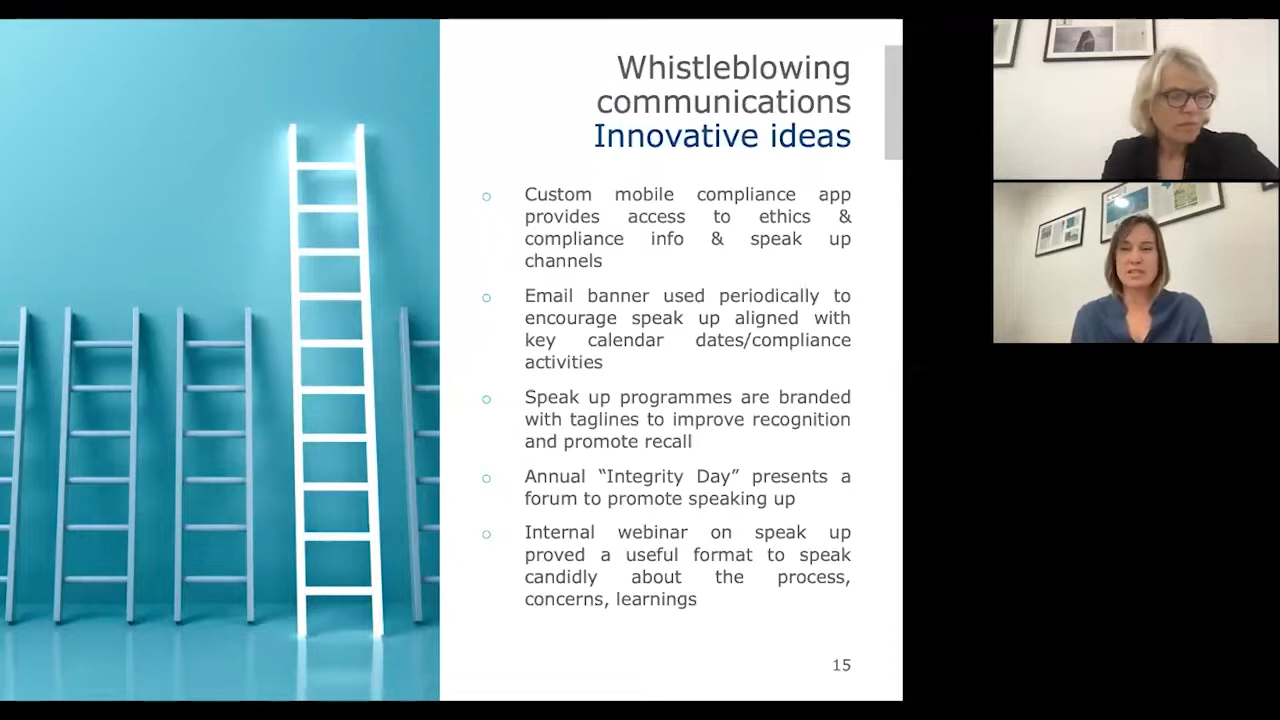 Whistleblowing
communications
Innovative ideas
Custom mobile compliance app
provides access to ethics &
compliance info & speak up
channels
Email banner used periodically to
encourage speak up aligned with
key calendar dates/compliance
activities
Speak up programmes are branded
with taglines to improve recognition
and promote recall
Annual “Integrity Day” presents a
forum to promote speaking up
Internal webinar on speak up
proved a useful format to speak
candidly about the process,
concerns, learnings
15